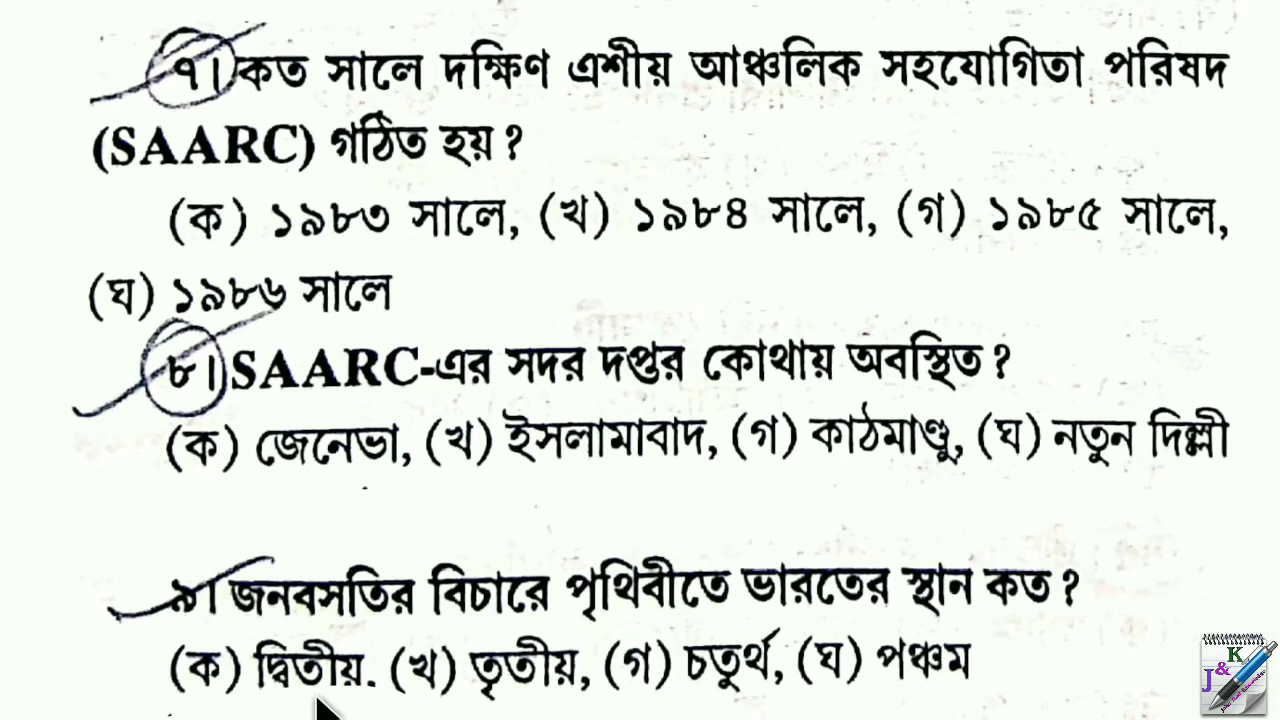 ৭। কত সালে দক্ষিণ এশীয় আঞ্চলিক সহযোগিতা পরিষদ
(SAARC) গঠিত হয় ?
(ক) ১৯৮৩ সালে, (খ) ১৯৮৪ সালে, (গ) ১৯৮৫ সালে,
(ঘ) ১৯৮৬ সালে
৮। SAARC-এর সদর দপ্তর কোথায় অবস্থিত ?
(ক) জেনেভা, (খ) ইসলামাবাদ, (গ) কাঠমাণ্ডু, (ঘ) নতুন দিল্লী
৯। জনবসতির বিচারে পৃথিবীতে ভারতের স্থান কত ?
(ক) দ্বিতীয়. (খ) তৃতীয়, (গ) চতুর্থ, (ঘ) পঞ্চম
J & K